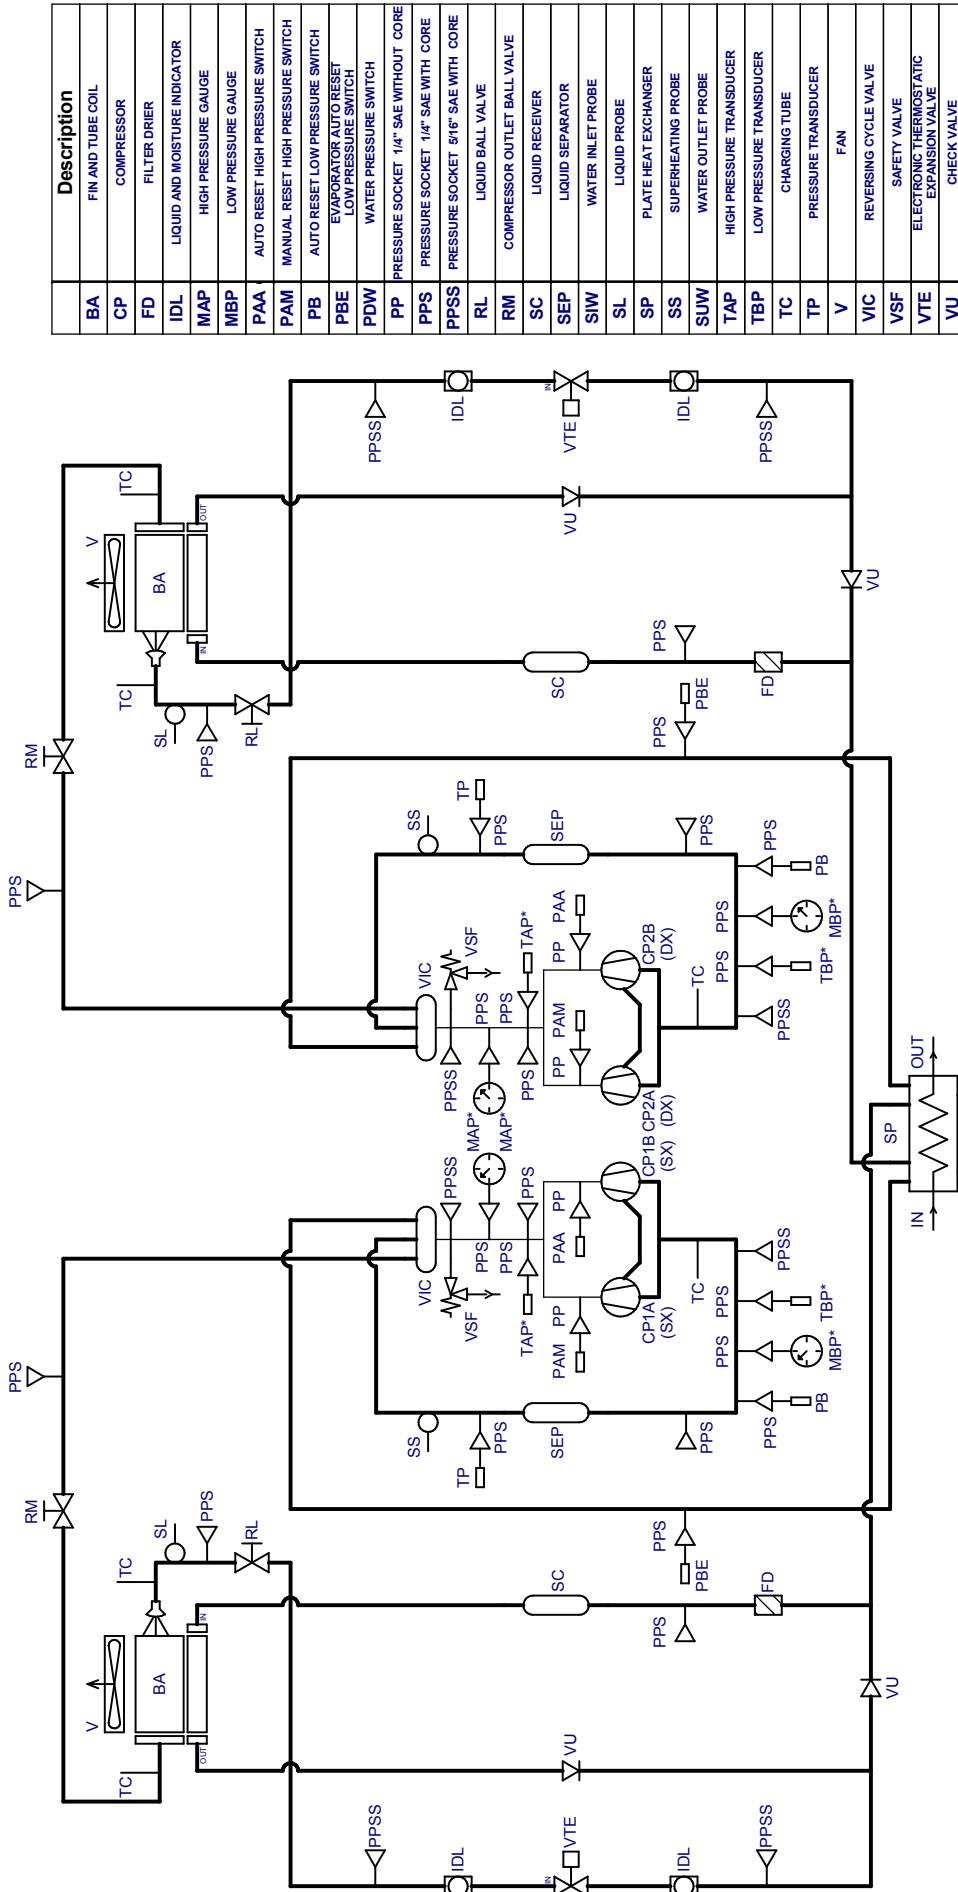 Description
BA FIN AND TUBE COIL
CP COMPRESSOR
FD FILTER DRIER
IDL LIQUID AND MOISTURE INDICATOR
MAP HIGH PRESSURE GAUGE
MBP LOW PRESSURE GAUGE
PAA AUTO RESET HIGH PRESSURE SWITCH
PAM MANUAL RESET HIGH PRESSURE SWITCH
PB AUTO RESET LOW PRESSURE SWITCH
PBE EVAPORATOR AUTO RESET
LOW PRESSURE SWITCH
PDW WATER PRESSURE SWITCH
PP PRESSURE SOCKET 1/4" SAE WITHOUT CORE
PPS PRESSURE SOCKET 1/4" SAE WITH CORE
PPSS PRESSURE SOCKET 5/16" SAE WITH CORE
RL LIQUID BALL VALVE
RM COMPRESSOR OUTLET BALL VALVE
SC LIQUID RECEIVER
SEP LIQUID SEPARATOR
SIW WATER INLET PROBE
SL LIQUID PROBE
SP PLATE HEAT EXCHANGER
SS SUPERHEATING PROBE
SUW WATER OUTLET PROBE
TAP HIGH PRESSURE TRANSDUCER
TBP LOW PRESSURE TRANSDUCER
TC CHARGING TUBE
TP PRESSURE TRANSDUCER
V FAN
VIC REVERSING CYCLE VALVE
VSF SAFETY VALVE
VTE ELECTRONIC THERMOSTATIC
EXPANSION VALVE
VU CHECK VALVE
TC
V
BA
OUT
IN
TC
SL
PPS
RL
RM
PPS
PPSS
IDL
IN
VTE
IDL
PPSS
VU
VU
SC
PPS
FD
PPS
PBE
SS
TP
PPS
SEP
PPS
VIC
VSF
PPSS
PPS
MAP*
PPS
TAP*
PPS
PAA
PP
PAM
PP
CP2B
(DX)
CP2A
(DX)
TC
PPS
PB
PPS
MBP*
PPS
TBP*
PPSS
OUT
SP
IN
MAP*
PPSS
VIC
VSF
PPS
PPS
PPS
TAP*
PP
PAA
PP
PAM
CP1B
(SX)
CP1A
(SX)
TC
PPSS
PPS
TBP*
PPS
MBP*
PPS
PB
SS
TP
PPS
SEP
PPS
PPS
RM
TC
SL
PPS
RL
V
BA
IN
OUT
TC
PPS
PBE
SC
PPS
FD
VU
VU
PPSS
IDL
IN
VTE
IDL
PPSS